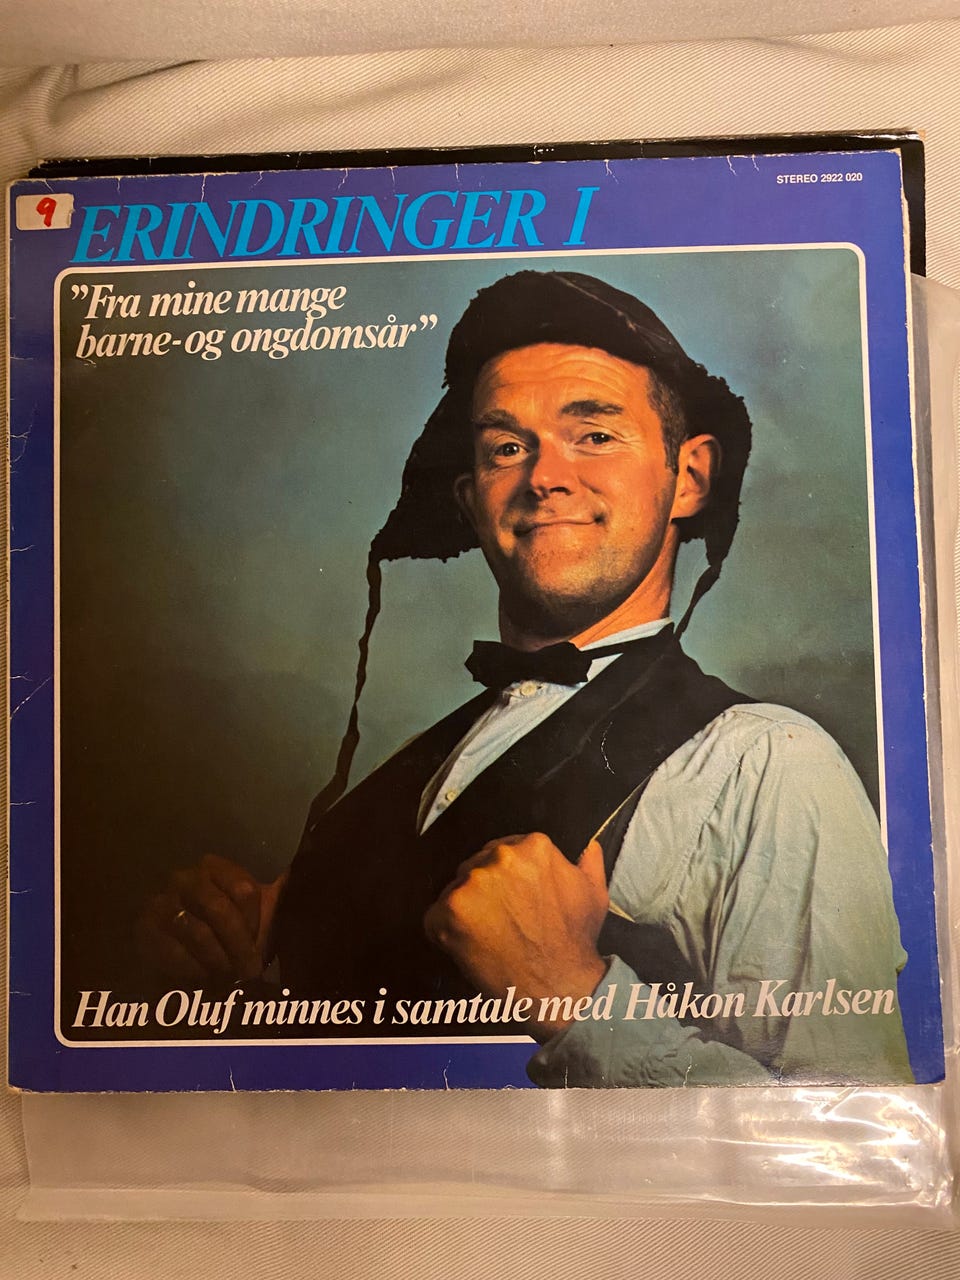 STEREO 2922 020
9
ERINDRINGER I
”Fra mine mange
barne-og ongdomsår”
Han Oluf minnes i samtale med Håkon Karlsen